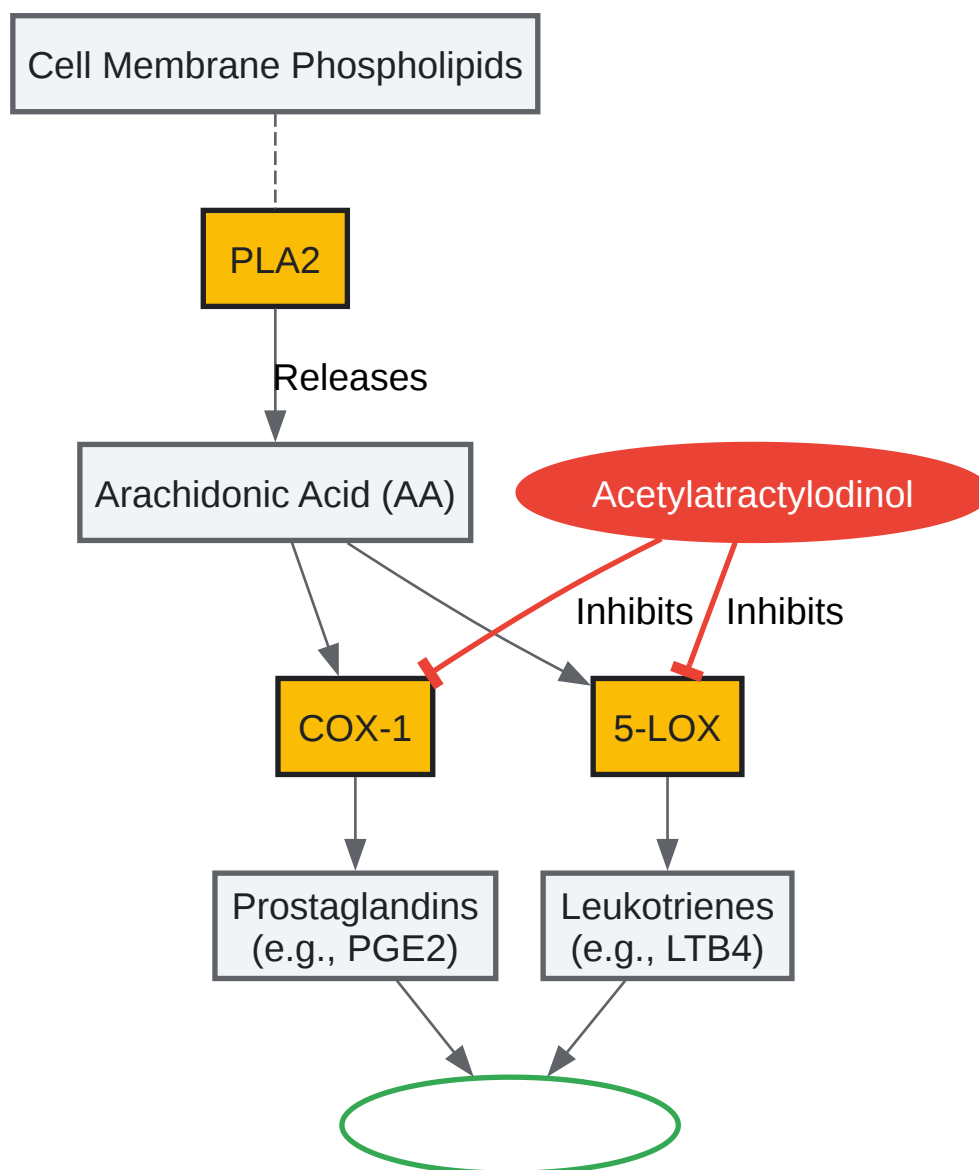 Cell Membrane Phospholipids
PLA2
Releases
Arachidonic Acid (AA)
Acetylatractylodinol
Inhibits
Inhibits
COX-1
5-LOX
Prostaglandins
(e.g., PGE2)
Leukotrienes
(e.g., LTB4)